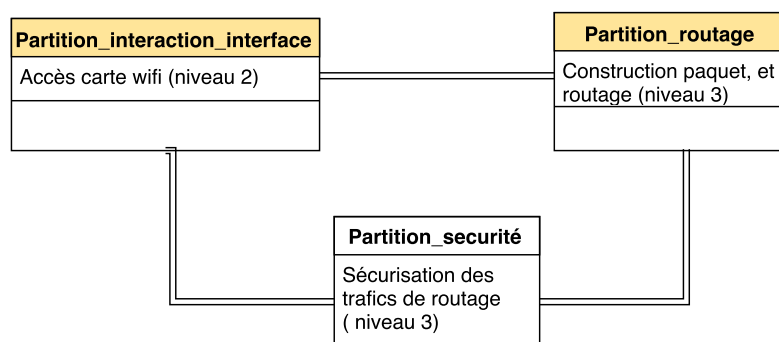 Partition_interaction_interface
Accès carte wifi (niveau 2)
Partition_routage
Construction paquet, et
routage (niveau 3)
Partition_securité
Sécurisation des
trafics de routage
( niveau 3)